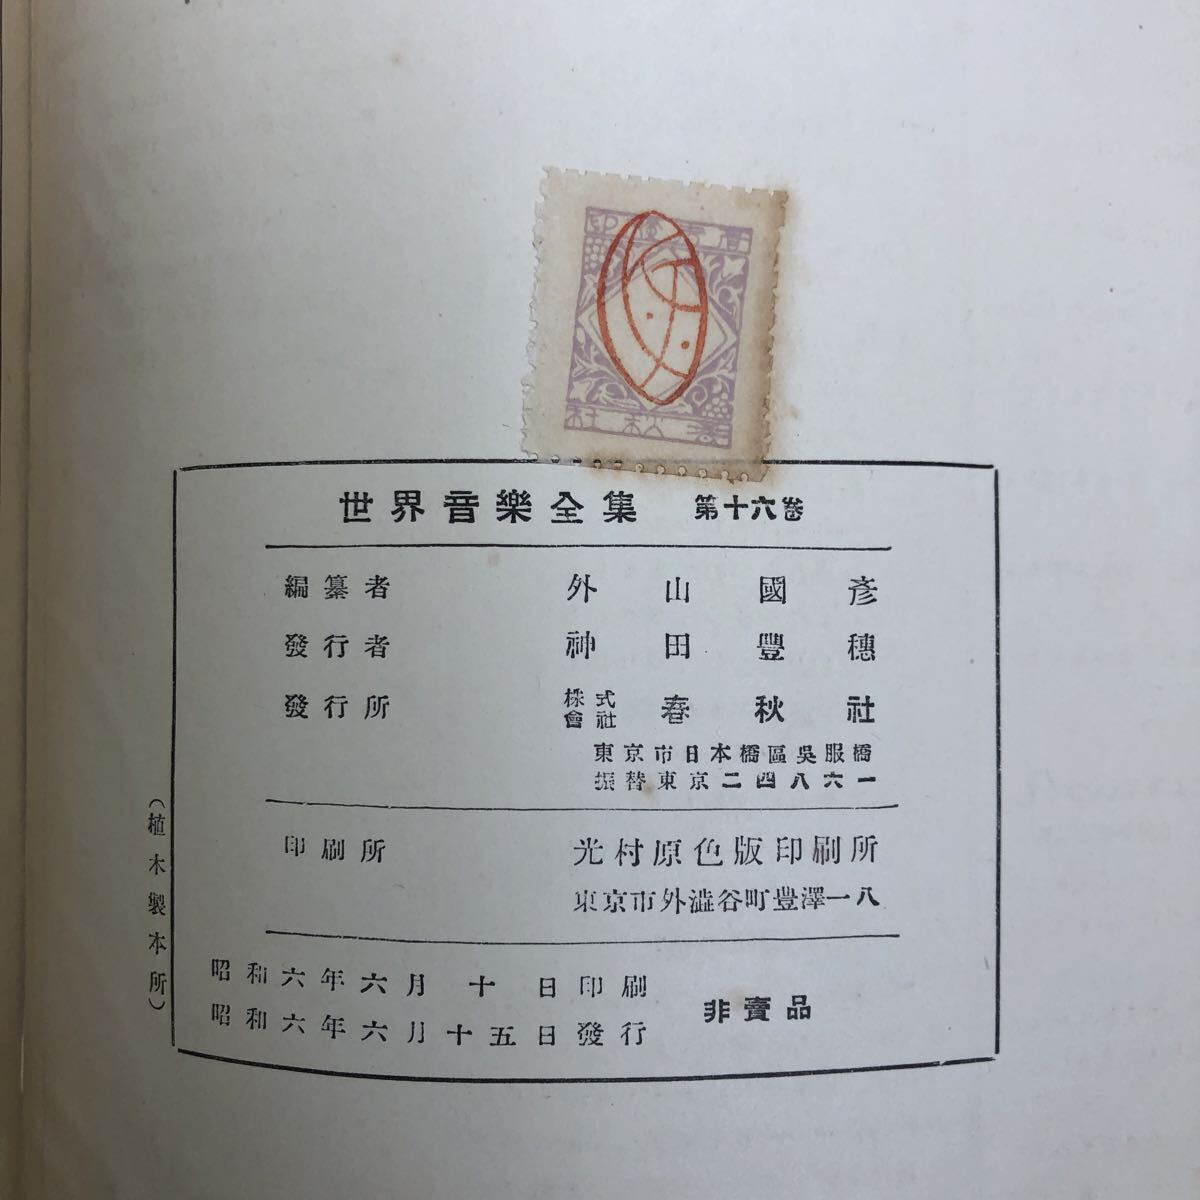 春秋社
世界音樂全集 第十六卷
編纂者 外山國彥
發行者 神田豐穗
發行所 株式會社 春秋社
東京市日本橋區吳服橋
振替東京二四八六一
印刷所 光村原色版印刷所
東京市外澁谷町豊澤一八
昭和六年六月十日印刷
昭和六年六月十五日發行
非賣品
(植木製本所)